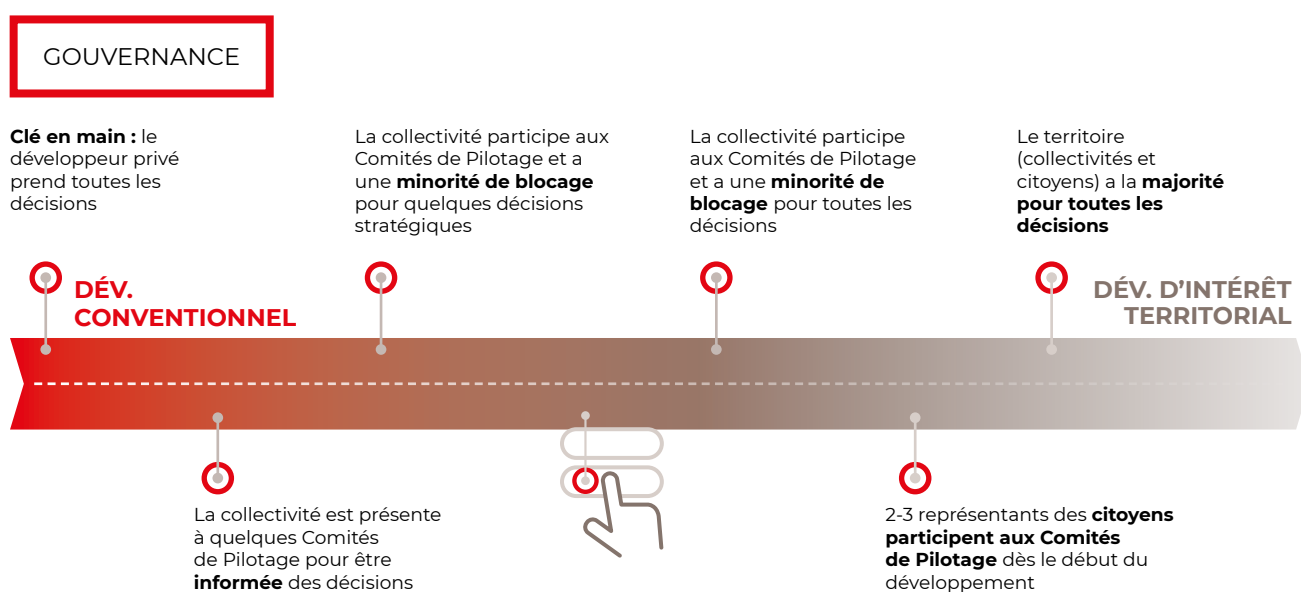 GOUVERNANCE
Clé en main : le
développeur privé
prend toutes les
décisions
La collectivité participe aux
Comités de Pilotage et a
une minorité de blocage
pour quelques décisions
stratégiques
La collectivité participe
aux Comités de Pilotage
et a une minorité de
blocage pour toutes les
décisions
Le territoire
(collectivités et
citoyens) a la majorité
pour toutes les
décisions
DÉV.
CONVENTIONNEL
DÉV. D’INTÉRÊT
TERRITORIAL
La collectivité est présente
à quelques Comités
de Pilotage pour être
informée des décisions
2-3 représentants des citoyens
participent aux Comités
de Pilotage dès le début du
développement